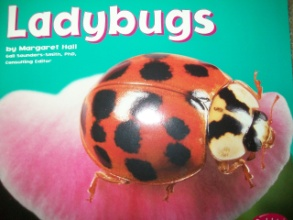 Ladybugs
by Margaret Hall
Gail Saunders-Smith, PhD,
Consulting Editor